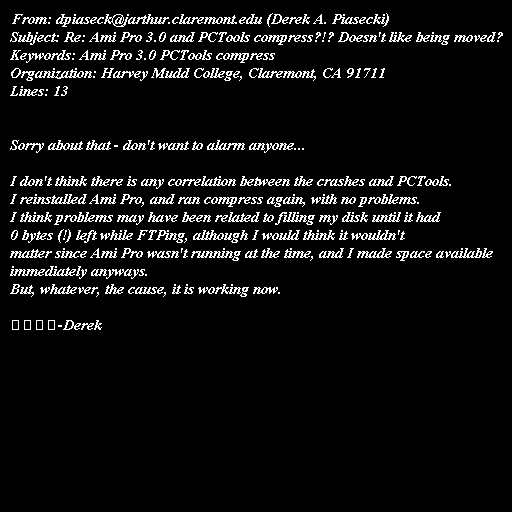 From: dpiaseck@jarthur.claremont.edu (Derek A. Piasecki)
Subject: Re: Ami Pro 3.0 and PCTools compress?!? Doesn't like being moved?
Keywords: Ami Pro 3.0 PCTools compress
Organization: Harvey Mudd College, Claremont, CA 91711
Lines: 13

Sorry about that - don't want to alarm anyone...

I don't think there is any correlation between the crashes and PCTools.
I reinstalled Ami Pro, and ran compress again, with no problems.
I think problems may have been related to filling my disk until it had
0 bytes (!) left while FTPing, although I would think it wouldn't
matter since Ami Pro wasn't running at the time, and I made space available
immediately anyways.
But, whatever, the cause, it is working now.

▯▯▯▯-Derek